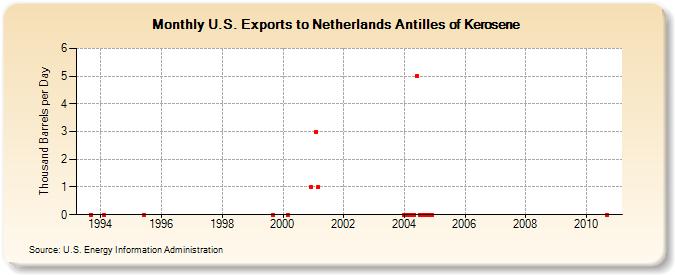 Monthly U.S. Exports to Netherlands Antilles of Kerosene
Thousand Barrels per Day
6
5
4
3
2
1
0
1994 1996 1998 2000 2002 2004 2006 2008 2010
Source: U.S. Energy Information Administration